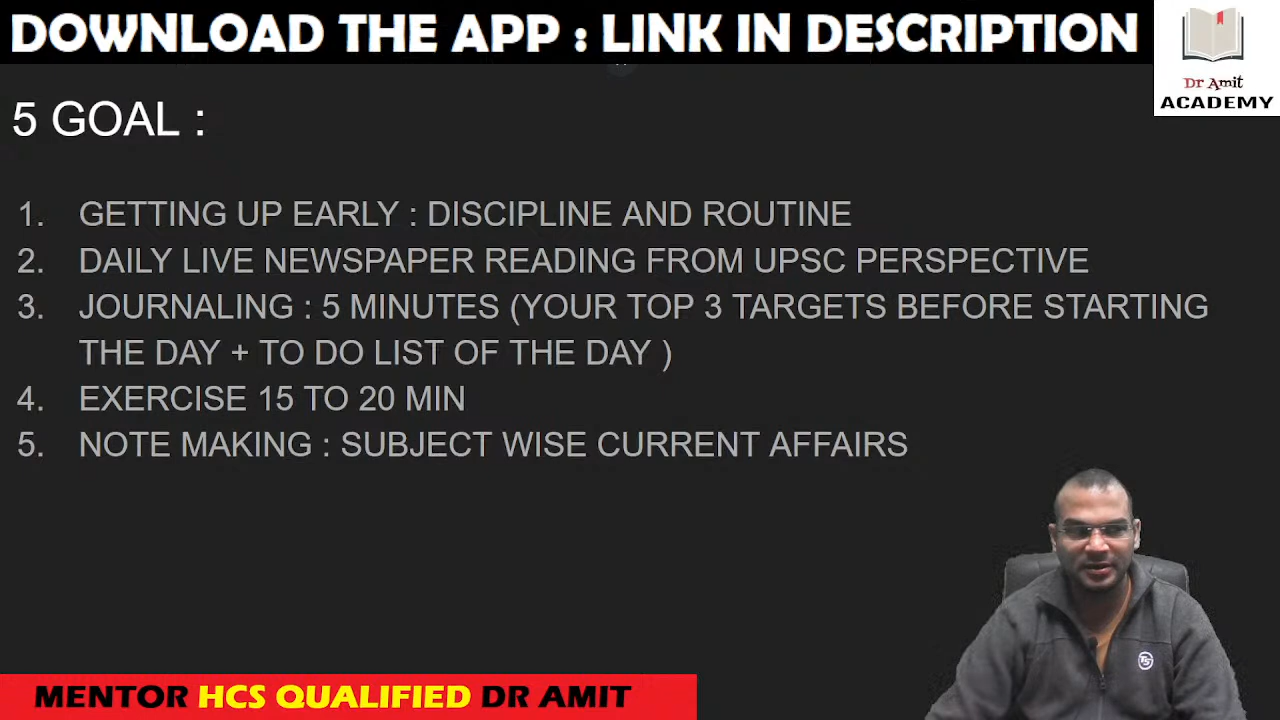 DOWNLOAD THE APP : LINK IN DESCRIPTION
Dr Amit
ACADEMY
5 GOAL :
1. GETTING UP EARLY : DISCIPLINE AND ROUTINE
2. DAILY LIVE NEWSPAPER READING FROM UPSC PERSPECTIVE
3. JOURNALING : 5 MINUTES (YOUR TOP 3 TARGETS BEFORE STARTING
THE DAY + TO DO LIST OF THE DAY )
4. EXERCISE 15 TO 20 MIN
5. NOTE MAKING : SUBJECT WISE CURRENT AFFAIRS
TS
MENTOR HCS QUALIFIED DR AMIT